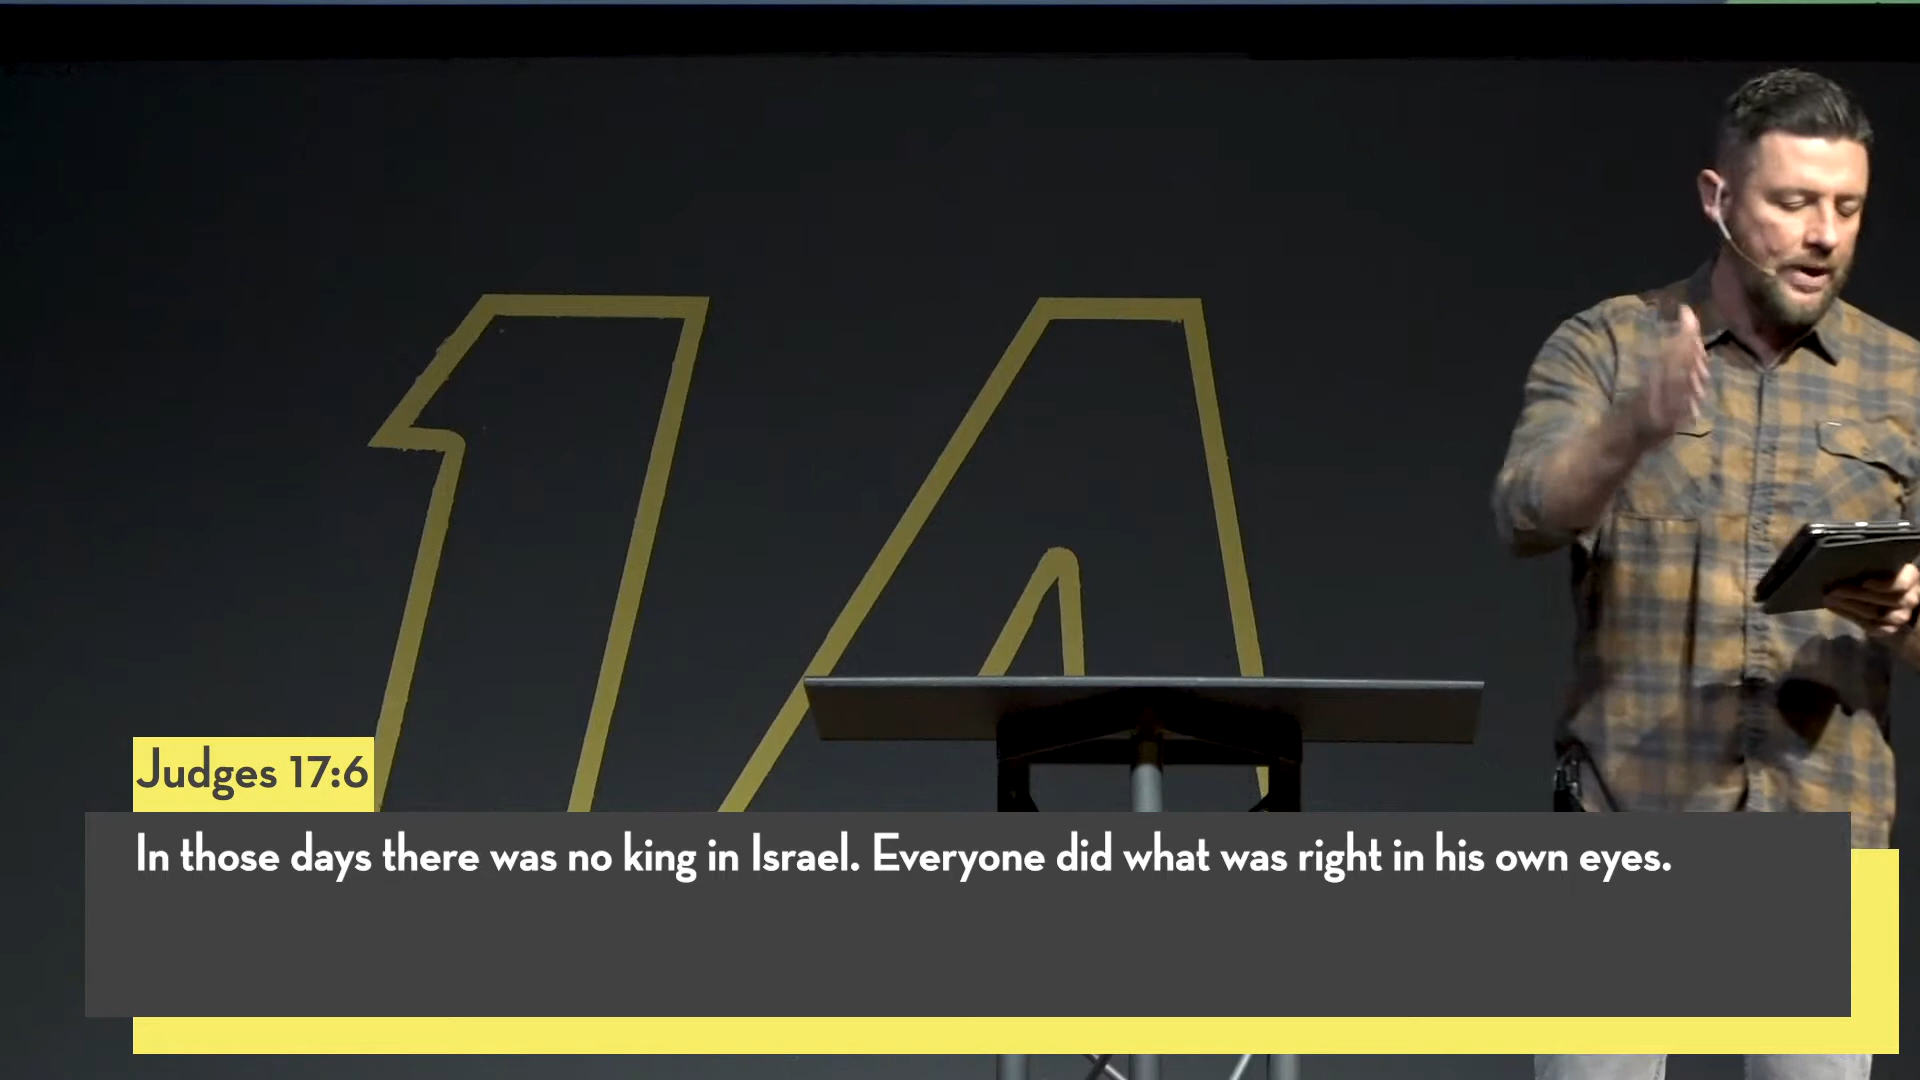 1A
Judges 17:6
In those days there was no king in Israel. Everyone did what was right in his own eyes.